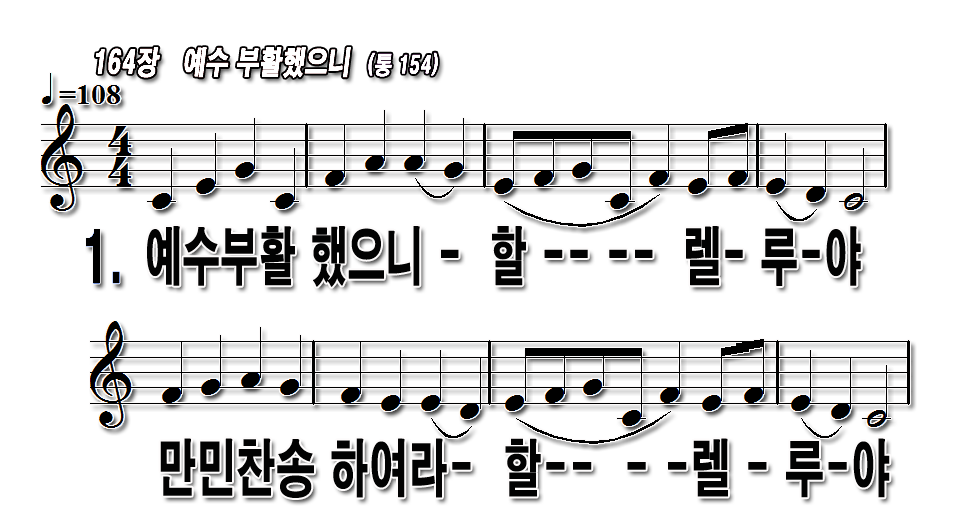 164장 예수 부활했으니 (통 154)
♩=108
4
4
1. 예수부활 했으니 - 할 -- -- 렐- 루-야
만민찬송 하여라- 할-- - -렐 - 루-야